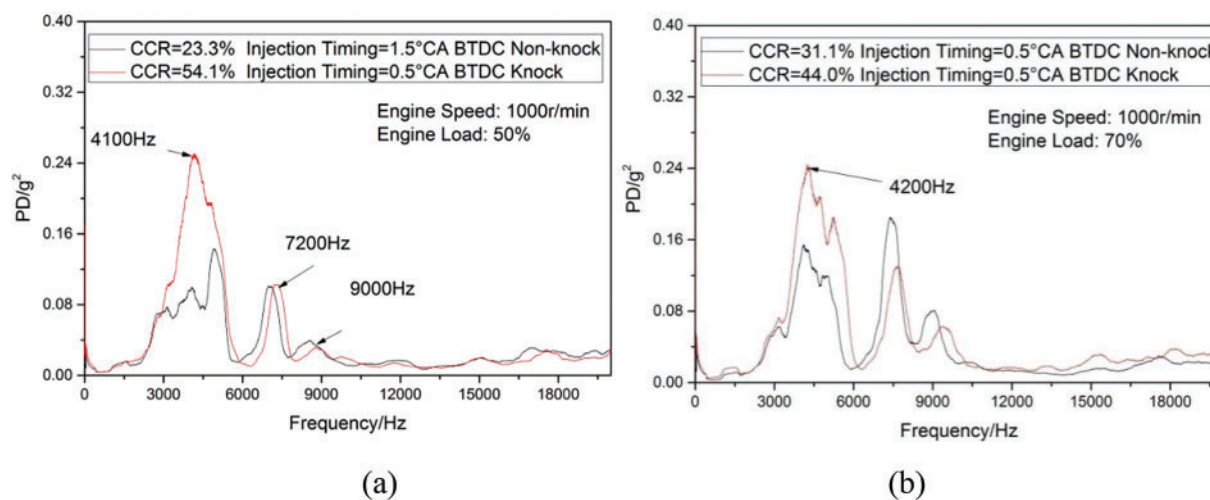 (a)
0.40
CCR=23.3% Injection Timing=1.5°CA BTDC Non-knock
CCR=54.1% Injection Timing=0.5°CA BTDC Knock
0.32
Engine Speed: 1000r/min
Engine Load: 50%
4100Hz
0.24
PD/g²
0.16
7200Hz
9000Hz
0.08
0.00
0 3000 6000 9000 12000 15000 18000
Frequency/Hz
(a)
0.40
CCR=31.1% Injection Timing=0.5°CA BTDC Non-knock
CCR=44.0% Injection Timing=0.5°CA BTDC Knock
0.32
Engine Speed: 1000r/min
Engine Load: 70%
0.24
4200Hz
PD/g²
0.16
0.08
0.00
0 3000 6000 9000 12000 15000 18000
Frequency/Hz
(b)
(b)